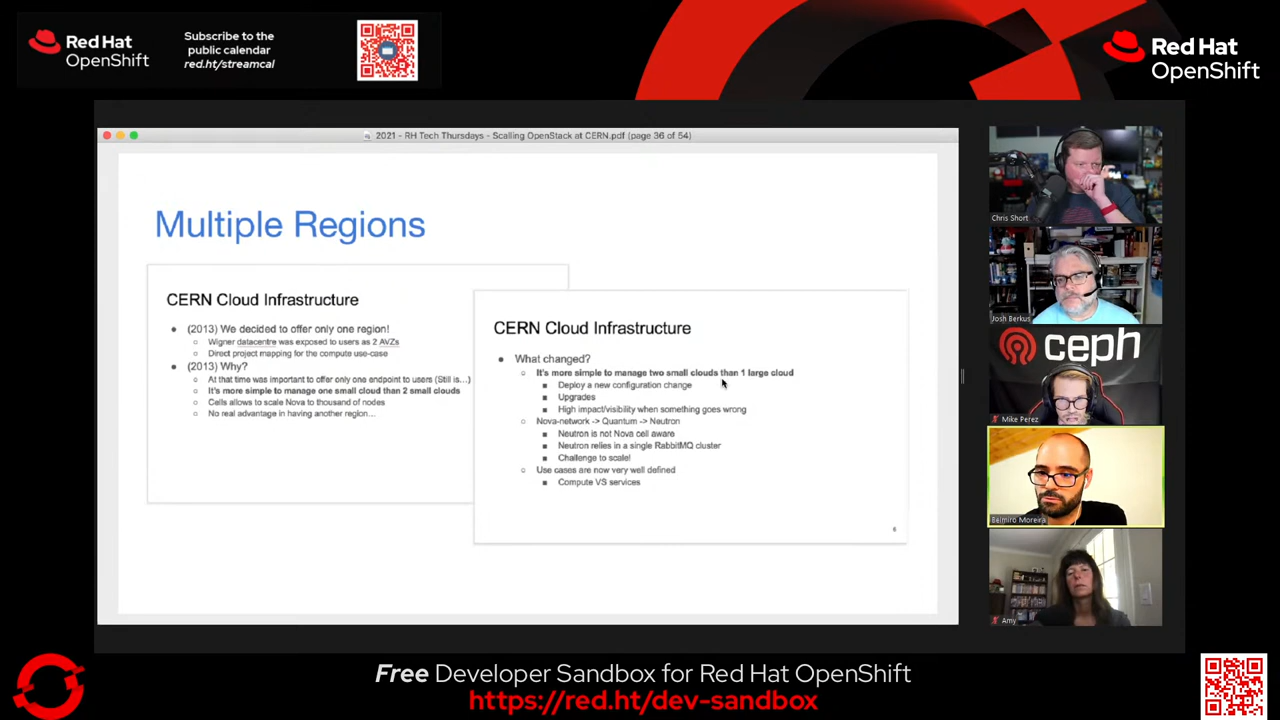 Red Hat
OpenShift
Subscribe to the
public calendar
red.ht/streamcal
Red Hat
OpenShift
2021 - RH Tech Thursdays - Scaling OpenStack at CERN.pdf (page 36 of 54)
Multiple Regions
CERN Cloud Infrastructure
(2013) We decided to offer only one region!
Wigner datacentre was exposed to users as 2 AVZs
Direct project mapping for the compute use-case
(2013) Why?
At that time was important to offer only one endpoint to users (Still is...)
It's more simple to manage one small cloud than 2 small clouds
Cells allows to scale Nova to thousand of nodes
No real advantage in having another region...
CERN Cloud Infrastructure
What changed?
It's more simple to manage two small clouds than 1 large cloud
Deploy a new configuration change
Upgrades
High impact/visibility when something goes wrong
Nova-network -> Quantum -> Neutron
Neutron is not Nova cell aware
Neutron relies in a single RabbitMQ cluster
Challenge to scale!
Use cases are now very well defined
Compute VS services
6
Chris Short
Josh Berkus
ceph
Mike Perez
Belmiro Moreira
Amy
Free Developer Sandbox for Red Hat OpenShift
https://red.ht/dev-sandbox